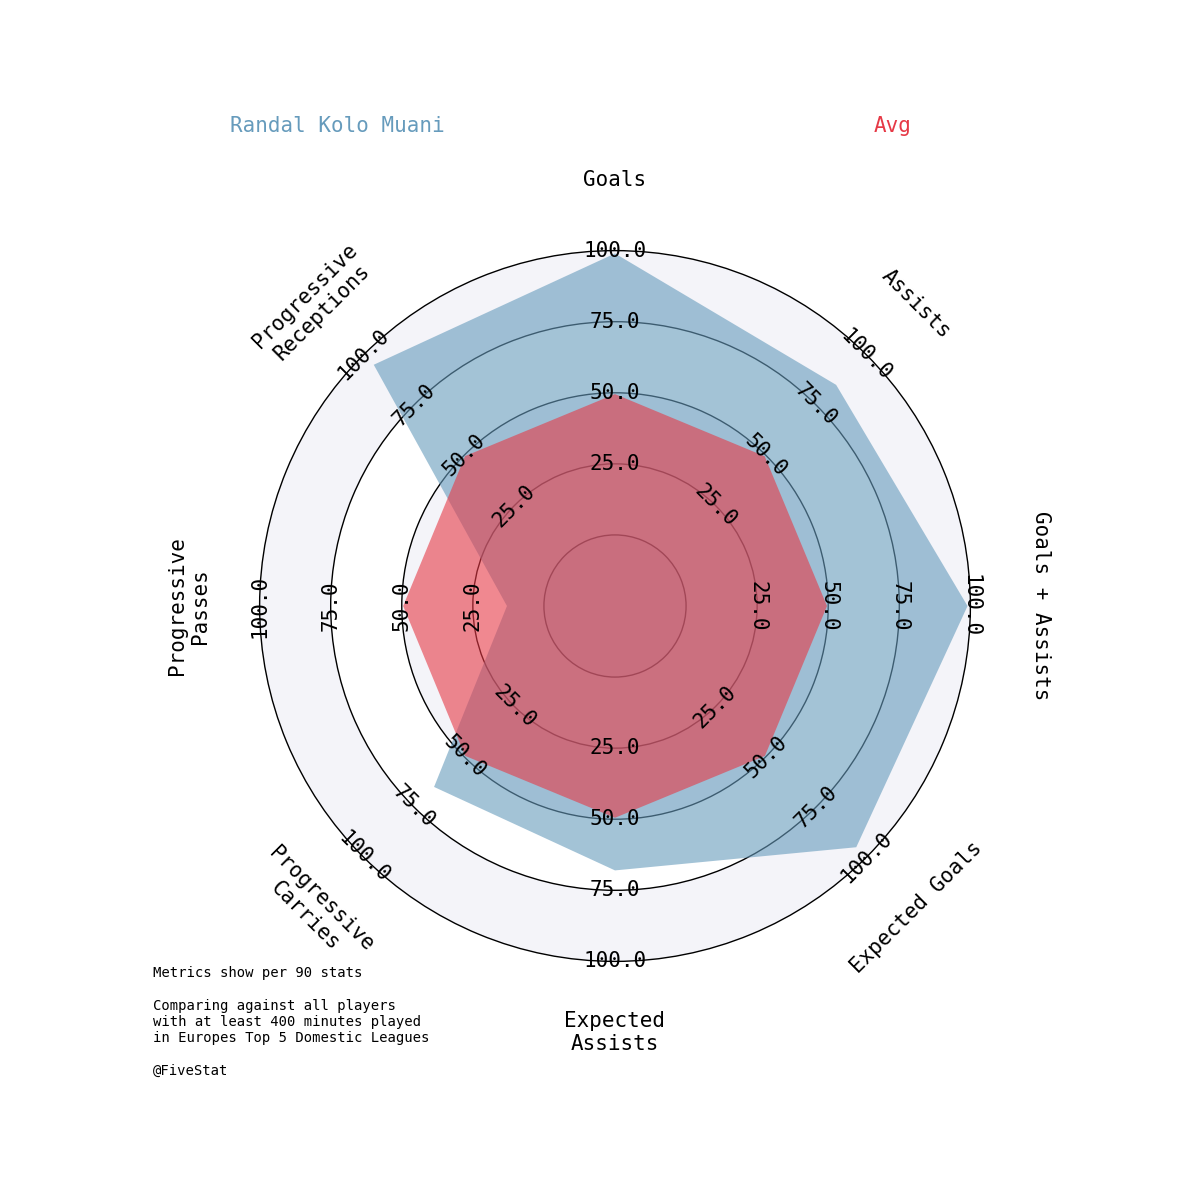 Randal Kolo Muani
Avg
Goals
Assists
Goals + Assists
Expected Goals
Expected
Assists
Progressive
Carries
Progressive
Passes
Progressive
Receptions
25.0
50.0
75.0
100.0
25.0
50.0
75.0
100.0
25.0
50.0
75.0
100.0
25.0
50.0
75.0
100.0
25.0
50.0
75.0
100.0
25.0
50.0
75.0
100.0
25.0
50.0
75.0
100.0
25.0
50.0
75.0
100.0
Metrics show per 90 stats
Comparing against all players
with at least 400 minutes played
in Europes Top 5 Domestic Leagues
@FiveStat